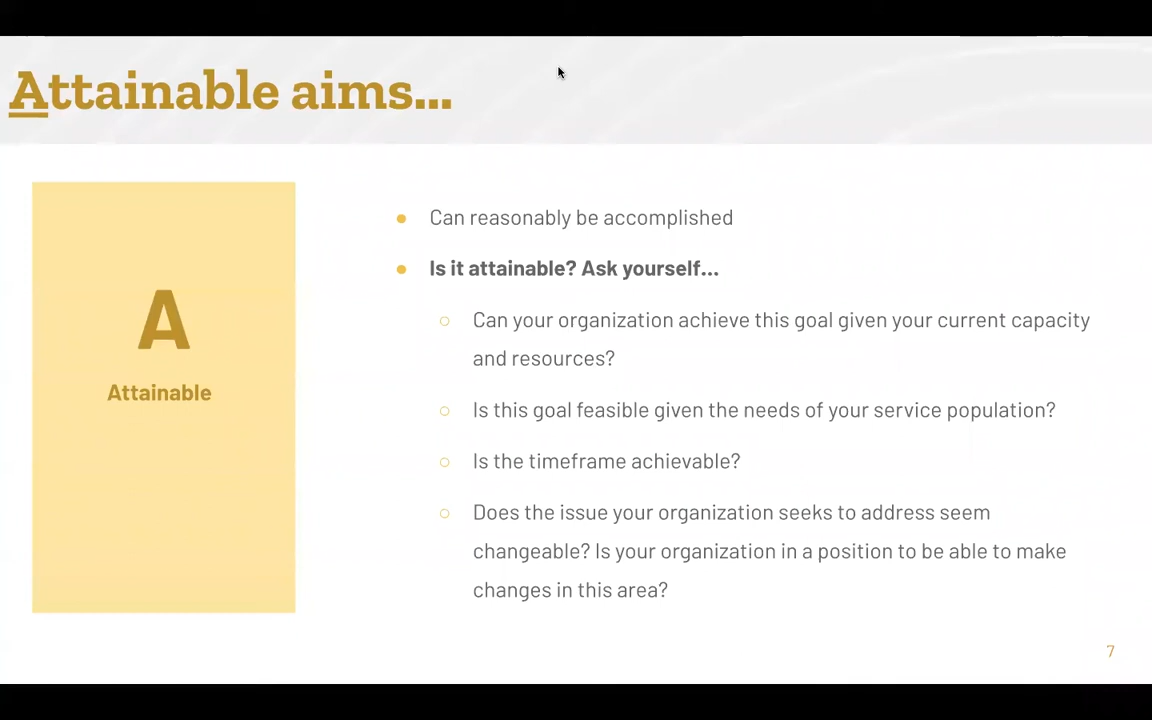 Attainable aims...
A
Attainable
Can reasonably be accomplished
Is it attainable? Ask yourself...
Can your organization achieve this goal given your current capacity
and resources?
Is this goal feasible given the needs of your service population?
Is the timeframe achievable?
Does the issue your organization seeks to address seem
changeable? Is your organization in a position to be able to make
changes in this area?
7